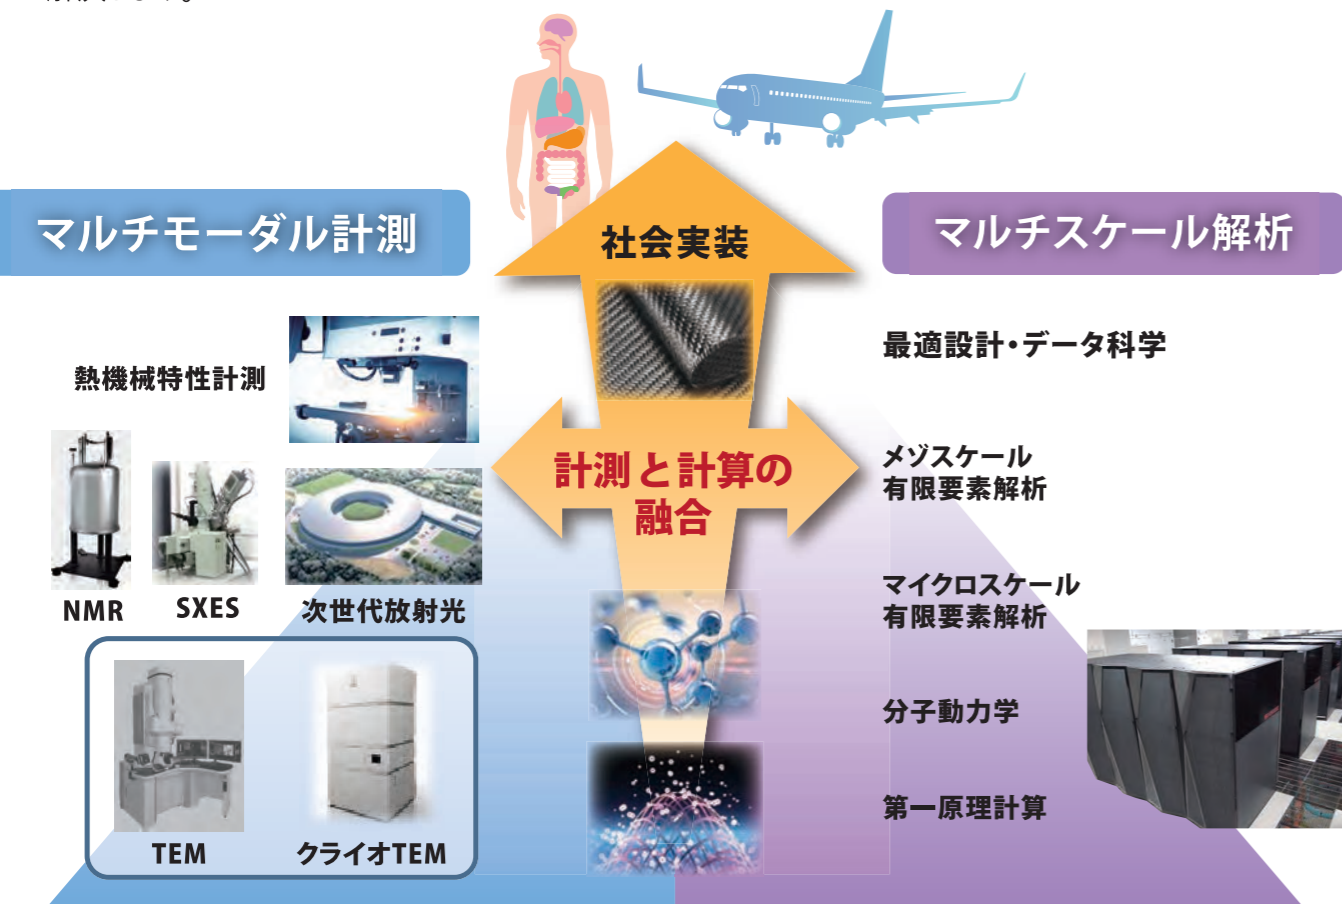 マルチモーダル計測
社会実装
マルチスケール解析
熱機械特性計測
最適設計・データ科学
計測と計算の
融合
メゾスケール
有限要素解析
NMR
SXES
次世代放射光
マイクロスケール
有限要素解析
分子動力学
第一原理計算
TEM
クライオTEM